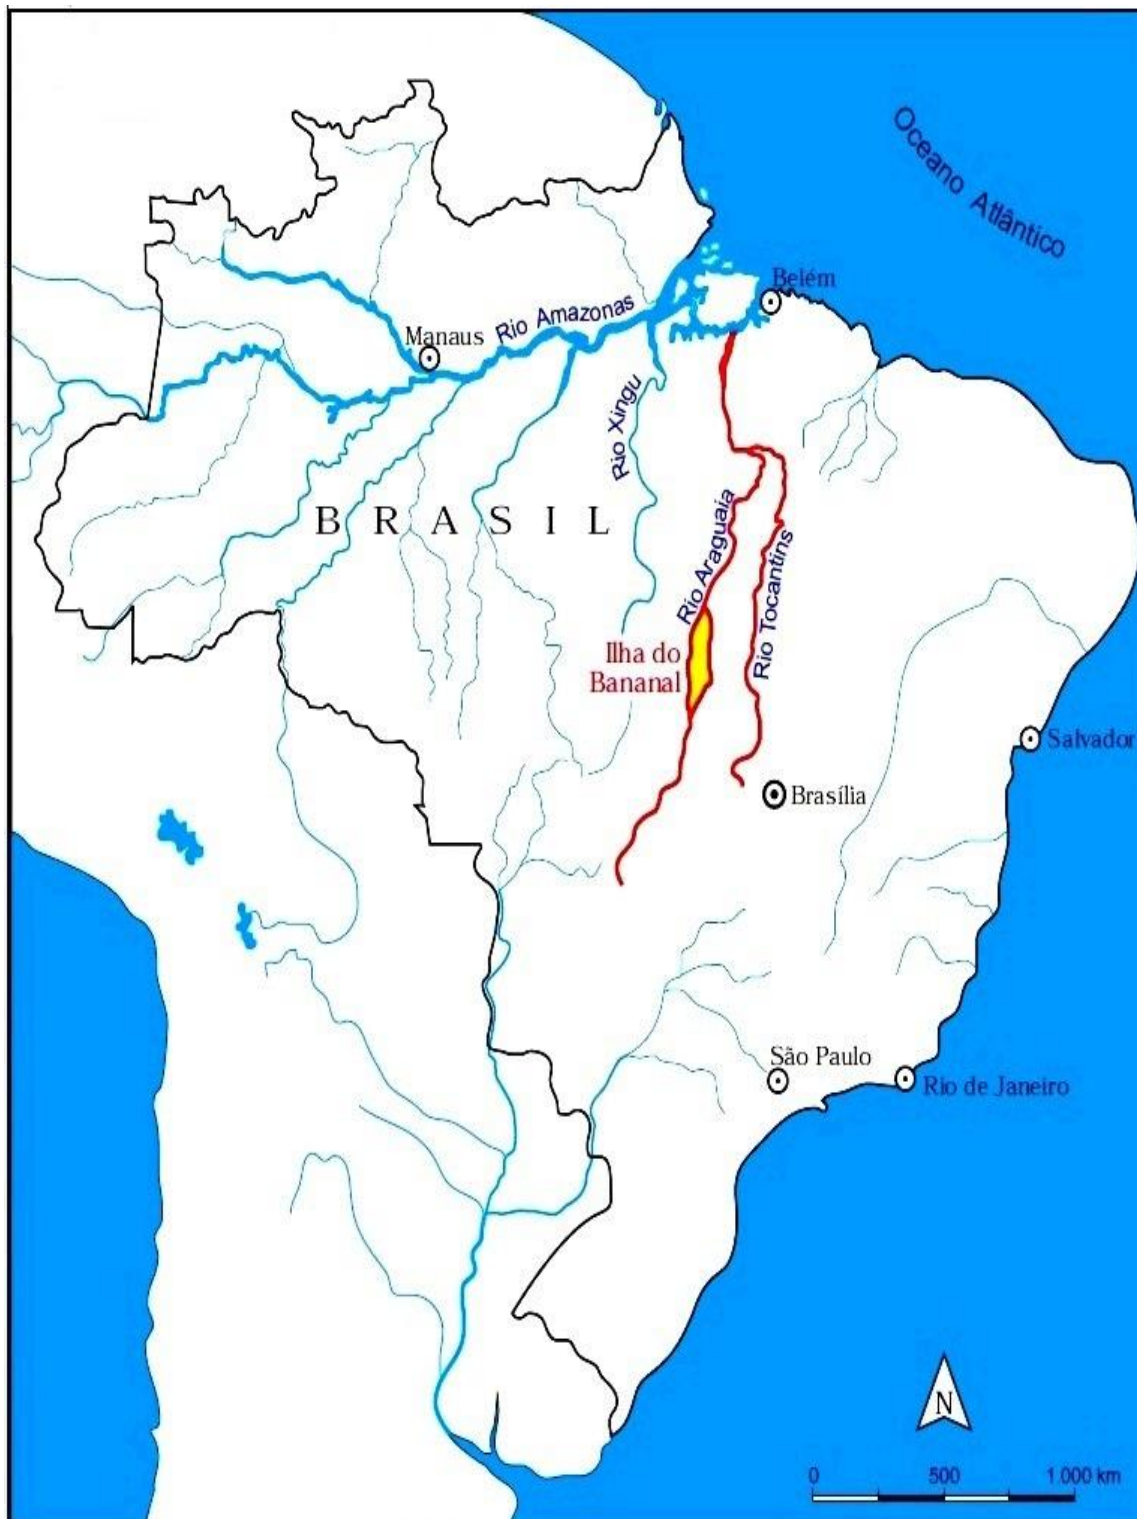 Oceano Atlântico
Belém
Rio Amazonas
Manaus
Rio Xingu
BRASIL
Rio Araguaia
Rio Tocantins
Ilha do
Bananal
Salvador
Brasília
São Paulo
Rio de Janeiro
N
0 500 1.000 km